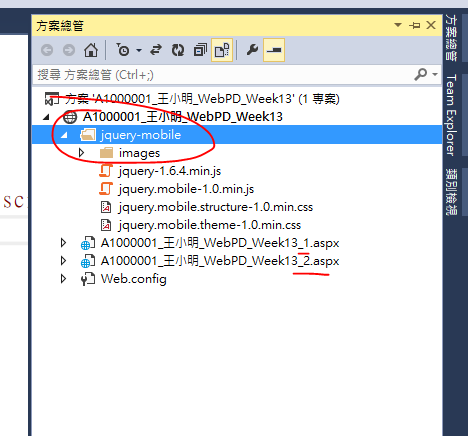 方案總管
搜尋 方案總管 (Ctrl+;)
方案 'A1000001_王小明_WebPD_Week13' (1 專案)
A1000001_王小明_WebPD_Week13
jquery-mobile
images
jquery-1.6.4.min.js
jquery.mobile-1.0.min.js
jquery.mobile.structure-1.0.min.css
jquery.mobile.theme-1.0.min.css
A1000001_王小明_WebPD_Week13_1.aspx
A1000001_王小明_WebPD_Week13_2.aspx
Web.config
sc
方案總管
Team Explorer
類別檢視